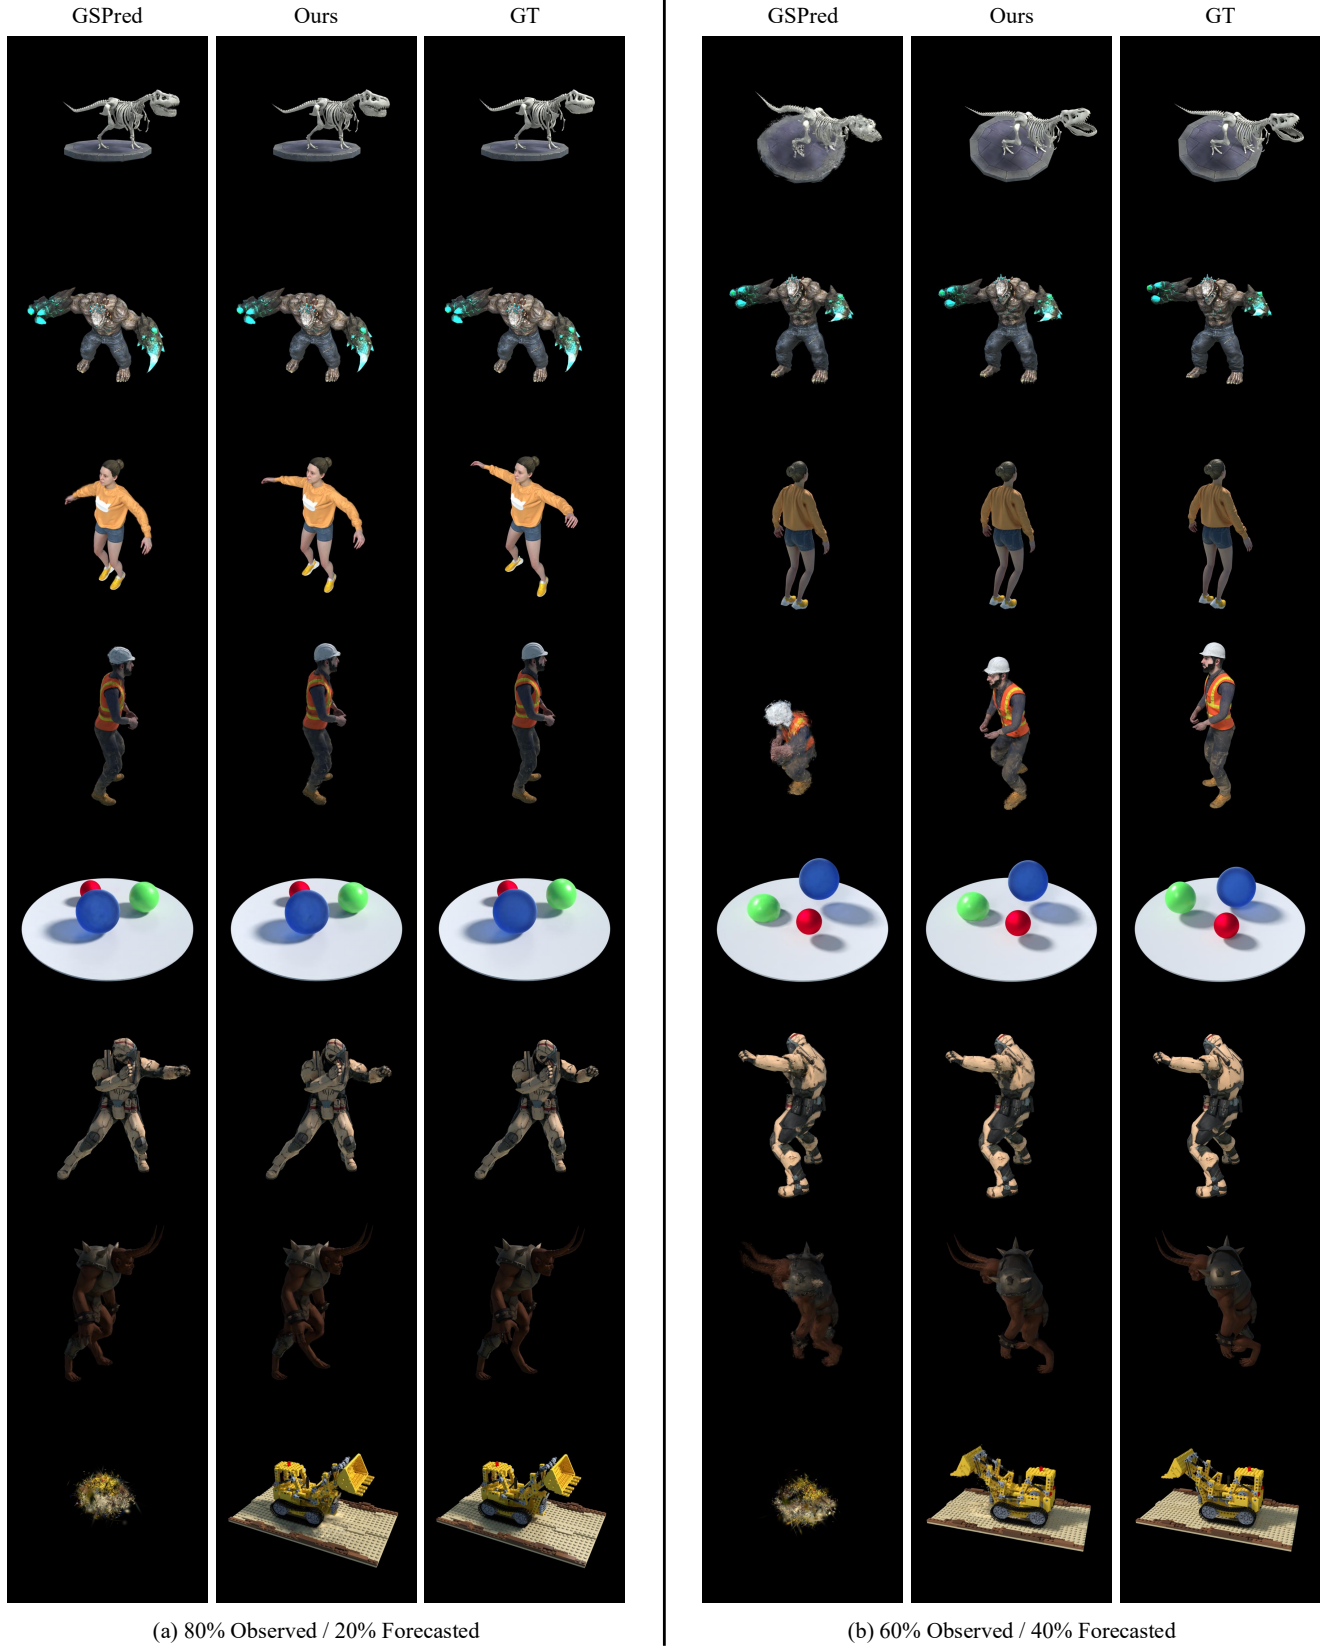 GSPred Ours GT GSPred Ours GT
(a) 80% Observed / 20% Forecasted (b) 60% Observed / 40% Forecasted